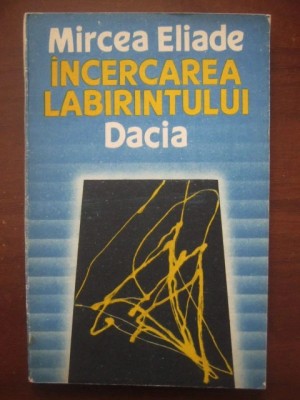 Mircea Eliade
ÎNCERCAREA
LABIRINTULUI
Dacia